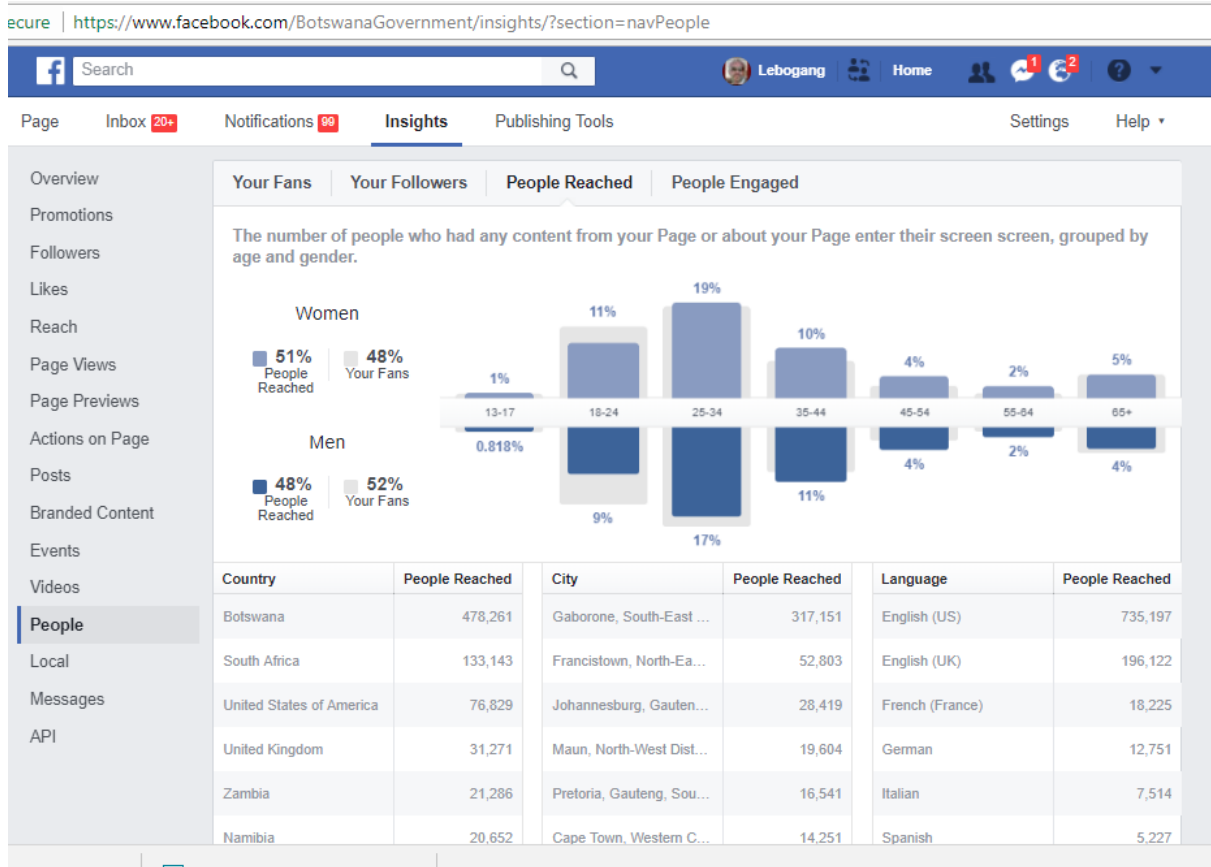 ecure | https://www.facebook.com/BotswanaGovernment/insights/?section=navPeople
f Search Lebogang Home 1 2 ?
Page Inbox 20+ Notifications 99 Insights Publishing Tools Settings Help
Overview
Promotions
Followers
Likes
Reach
Page Views
Page Previews
Actions on Page
Posts
Branded Content
Events
Videos
People
Local
Messages
API
Your Fans Your Followers People Reached People Engaged
The number of people who had any content from your Page or about your Page enter their screen screen, grouped by
age and gender.
Women
51% People Reached 48% Your Fans
1% 11% 19% 10% 4% 2% 5%
13-17 18-24 25-34 35-44 45-54 55-64 65+
Men
48% People Reached 52% Your Fans
0.818% 9% 17% 11% 4% 2% 4%
Country People Reached City People Reached Language People Reached
Botswana 478,261 Gaborone, South-East ... 317,151 English (US) 735,197
South Africa 133,143 Francistown, North-Ea... 52,803 English (UK) 196,122
United States of America 76,829 Johannesburg, Gauten... 28,419 French (France) 18,225
United Kingdom 31,271 Maun, North-West Dist... 19,604 German 12,751
Zambia 21,286 Pretoria, Gauteng, Sou... 16,541 Italian 7,514
Namibia 20,652 Cape Town, Western C... 14,251 Spanish 5,227